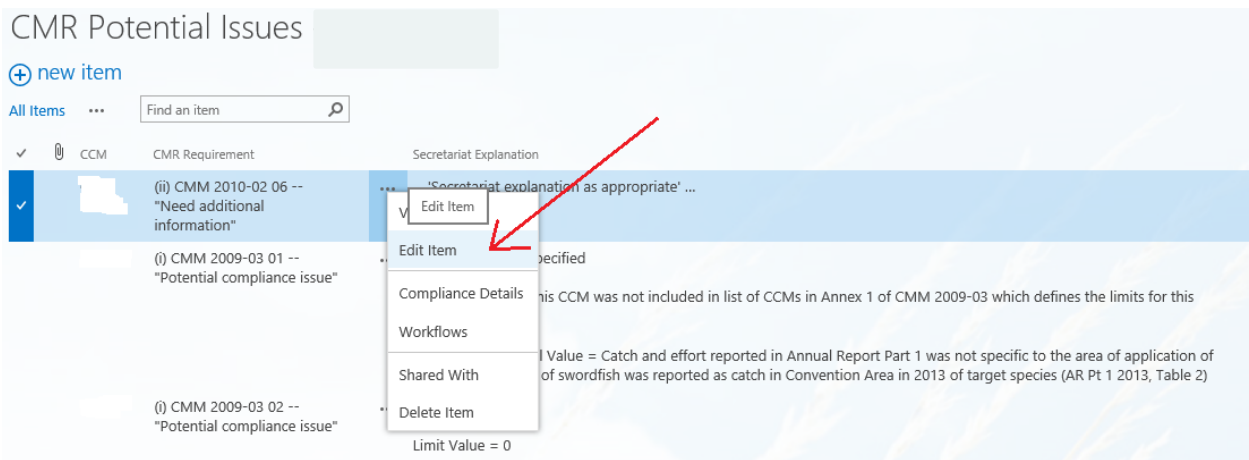 CMR Potential Issues
new item
All Items ... Find an item
CCM CMR Requirement Secretariat Explanation
(ii) CMM 2010-02 06 -- ... 'Secretariat explanation as appropriate' ...
"Need additional
information"
V
Edit Item
Edit Item
(i) CMM 2009-03 01 -- pecified
"Potential compliance issue"
Compliance Details
his CCM was not included in list of CCMs in Annex 1 of CMM 2009-03 which defines the limits for this
Workflows
l Value = Catch and effort reported in Annual Report Part 1 was not specific to the area of application of
Shared With
of swordfish was reported as catch in Convention Area in 2013 of target species (AR Pt 1 2013, Table 2)
Delete Item
(i) CMM 2009-03 02 --
"Potential compliance issue"
Limit Value = 0